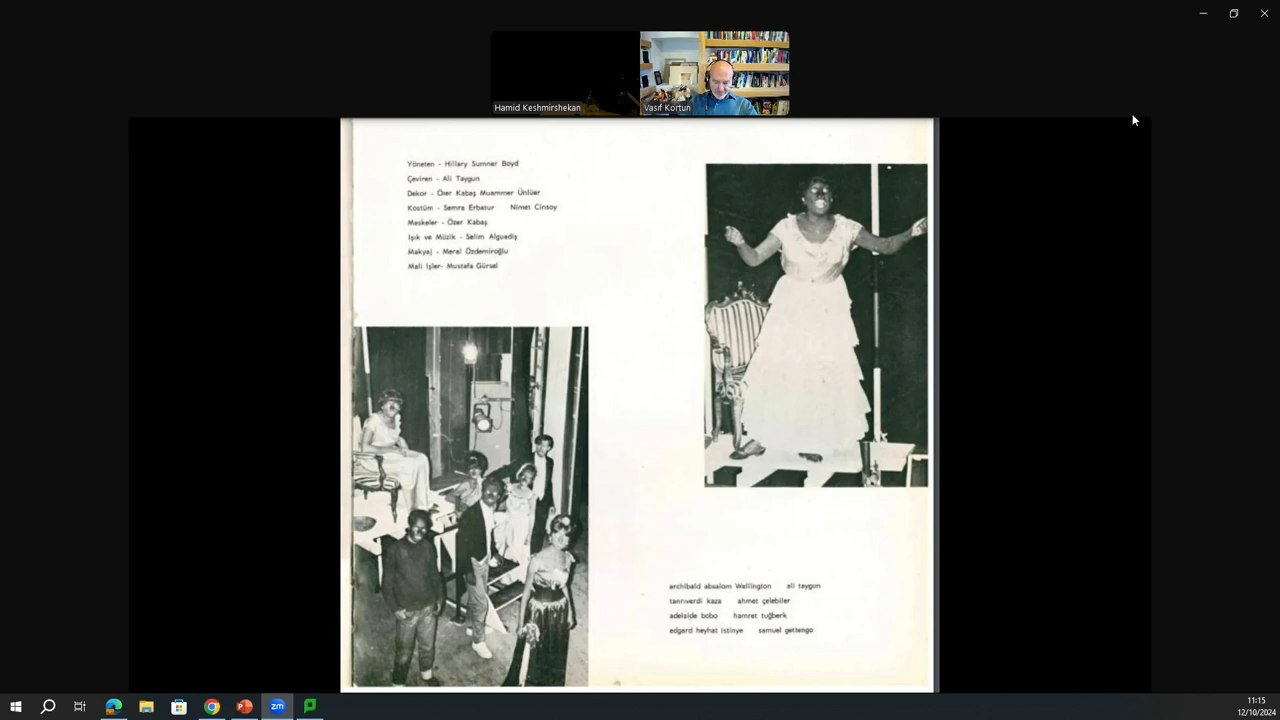 Hamid Keshmirshekan
Vasif Kortun
Yöneten - Hillary Sumner Boyd
Çeviren - Ali Taygun
Dekor - Özer Kabaş Muammer Ünlüer
Kostüm - Semra Erbatur Nimet Cinsoy
Maskeler - Özer Kabaş
Işık ve Müzik - Selim Alguadiş
Makyaj - Meral Özdemiroğlu
Mali İşler- Mustafa Gürsel
archibald absalom Wellington ali taygun
tanrıverdi kaza ahmet çelebiler
adelaide bobo hamret tuğberk
edgard heyhat istinye samuel gettengo
zm
11:15
12/10/2024